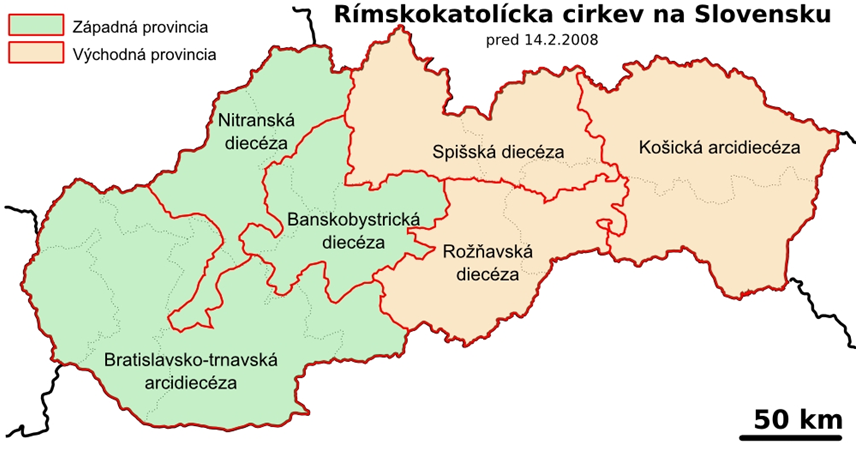 Rímskokatolícka cirkev na Slovensku
pred 14.2.2008
Západná provincia
Východná provincia
Nitranská
diecéza
Spišská diecéza
Košická arcidiecéza
Banskobystrická
diecéza
Rožňavská
diecéza
Bratislavsko-trnavská
arcidiecéza
50 km